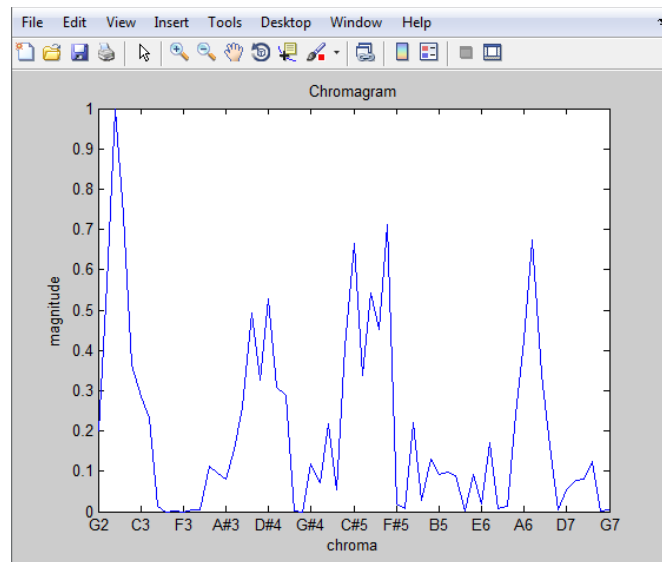 File Edit View Insert Tools Desktop Window Help
Chromagram
1
0.9
0.8
0.7
0.6
0.5
0.4
0.3
0.2
0.1
0
magnitude
G2 C3 F3 A#3 D#4 G#4 C#5 F#5 B5 E6 A6 D7 G7
chroma